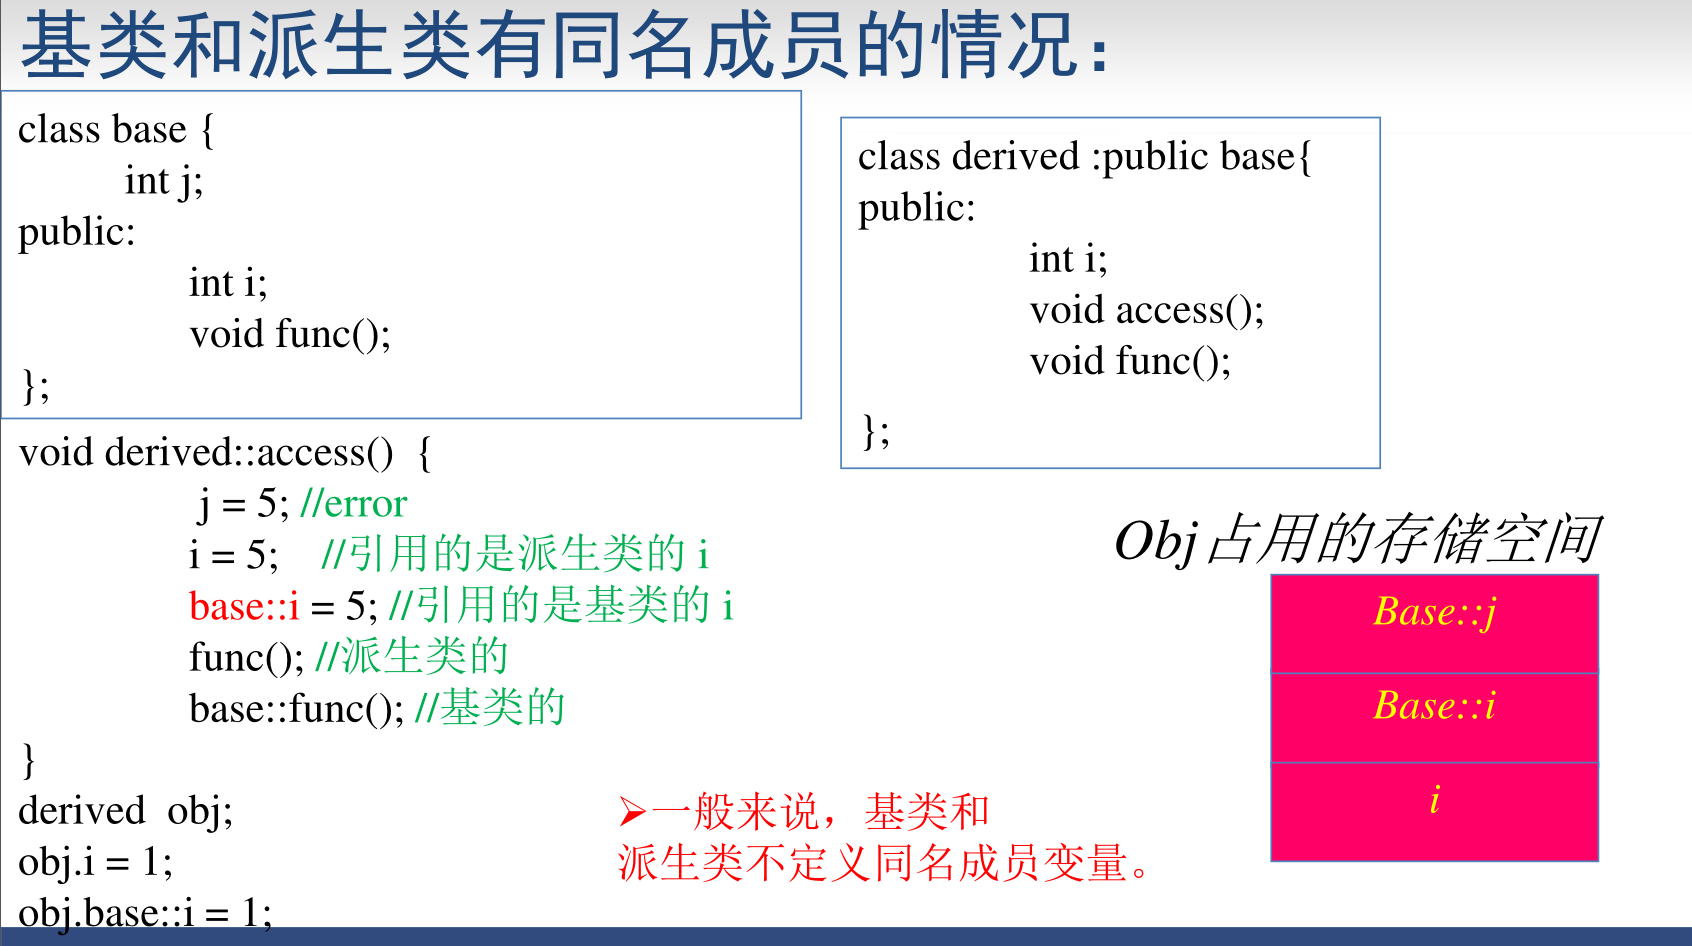 基类和派生类有同名成员的情况：
class base {
int j;
public:
int i;
void func();
};
class derived :public base{
public:
int i;
void access();
void func();
};
void derived::access() {
j = 5; //error
i = 5; //引用的是派生类的 i
base::i = 5; //引用的是基类的 i
func(); //派生类的
base::func(); //基类的
}
derived obj;
obj.i = 1;
obj.base::i = 1;
➢一般来说，基类和
派生类不定义同名成员变量。
Obj占用的存储空间
Base::j
Base::i
i